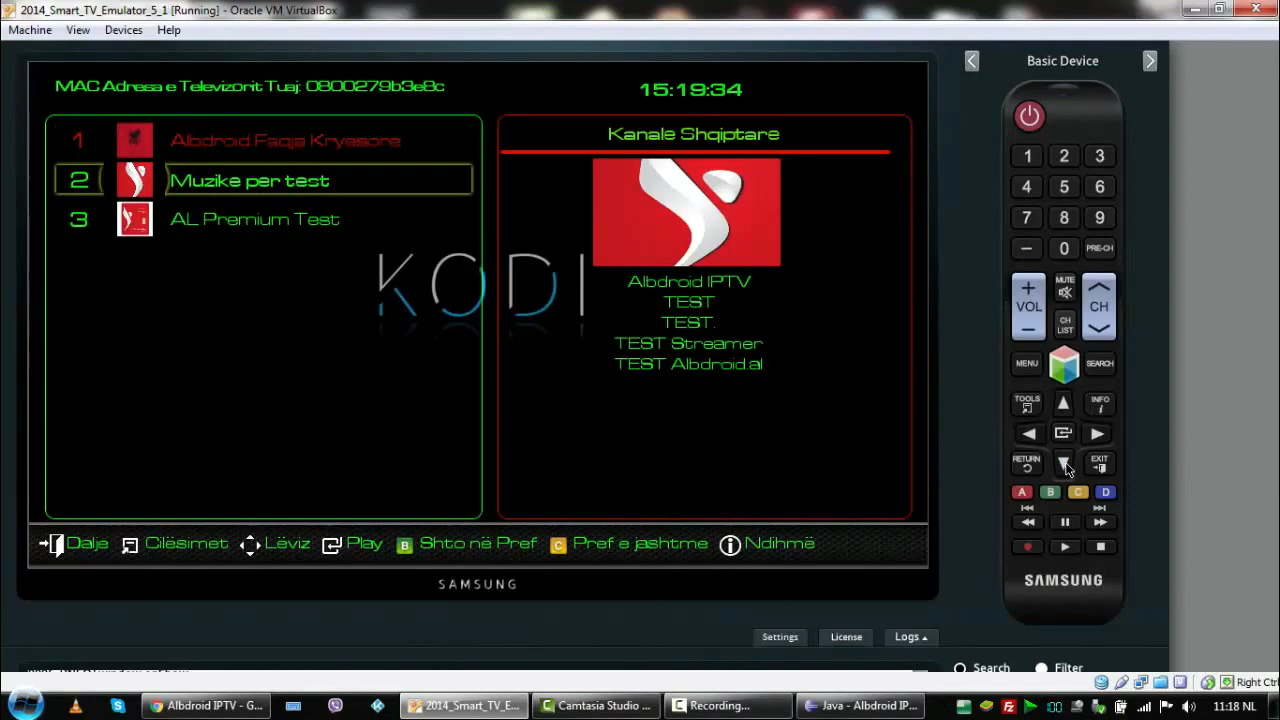 2014_Smart_TV_Emulator_5_1 [Running] - Oracle VM VirtualBox
Machine View Devices Help
MAC Adresa e Televizorit Tuaj: 0800279b3e8c
15:19:34
1 Albdroid Faqja Kryesore
2 Muzike per test
3 AL Premium Test
KODI
Kanale Shqiptare
Albdroid IPTV
TEST
TEST.
TEST Streamer
TEST Albdroid.al
Dalje Cilësimet Lëviz Play B Shto në Pref C Pref e jashtme i Ndihmë
SAMSUNG
Basic Device
1 2 3
4 5 6
7 8 9
− 0 PRE-CH
+ VOL −
MUTE
CH LIST
CH
MENU SEARCH
TOOLS INFO i
RETURN EXIT
A B C D
SAMSUNG
Settings License Logs
Search Filter
Right Ctrl
Albdroid IPTV - G...
2014_Smart_TV_E...
Camtasia Studio ...
Recording...
Java - Albdroid IP...
11:18 NL